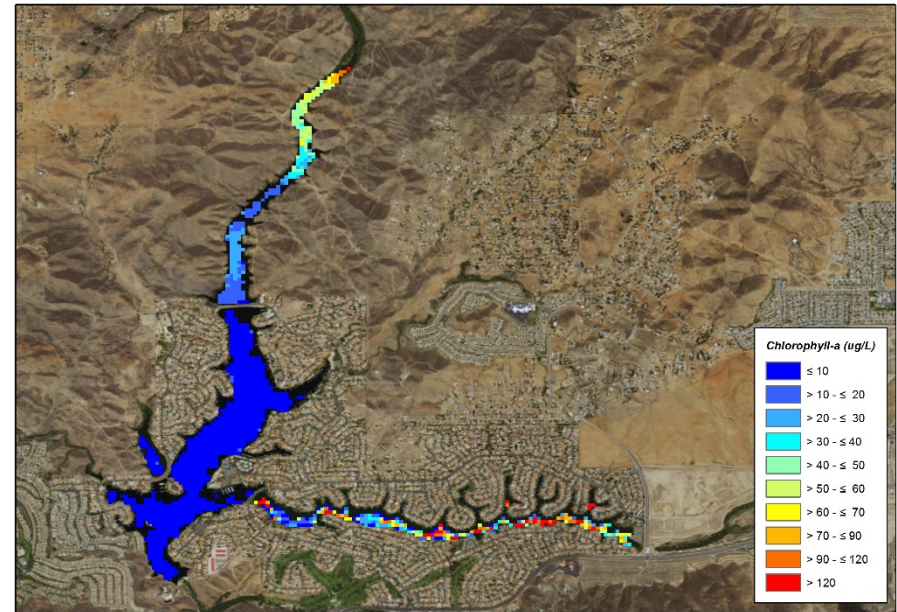 Chlorophyll-a (ug/L)
≤ 10
> 10 - ≤ 20
> 20 - ≤ 30
> 30 - ≤ 40
> 40 - ≤ 50
> 50 - ≤ 60
> 60 - ≤ 70
> 70 - ≤ 90
> 90 - ≤ 120
> 120